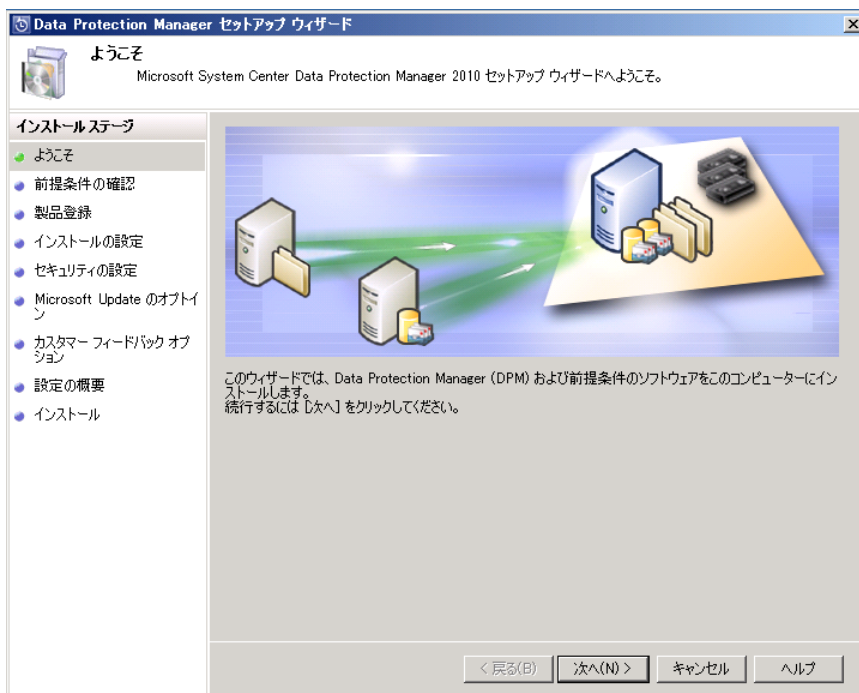 Data Protection Manager セットアップ ウィザード
ようこそ
Microsoft System Center Data Protection Manager 2010 セットアップ ウィザードへようこそ。
インストール ステージ
ようこそ
前提条件の確認
製品登録
インストールの設定
セキュリティの設定
Microsoft Update のオプトイ
ン
カスタマー フィードバック オプ
ション
設定の概要
インストール
このウィザードでは、Data Protection Manager (DPM) および前提条件のソフトウェアをこのコンピューターにイン
ストールします。
続行するには [次へ] をクリックしてください。
< 戻る(B)
次へ(N) >
キャンセル
ヘルプ